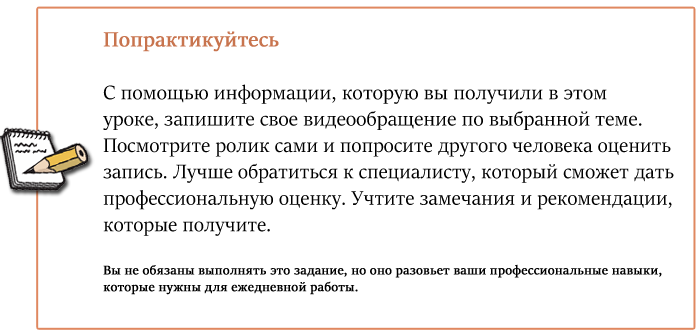 Попрактикуйтесь
С помощью информации, которую вы получили в этом
уроке, запишите свое видеообращение по выбранной теме.
Посмотрите ролик сами и попросите другого человека оценить
запись. Лучше обратиться к специалисту, который сможет дать
профессиональную оценку. Учтите замечания и рекомендации,
которые получите.
Вы не обязаны выполнять это задание, но оно разовьет ваши профессиональные навыки,
которые нужны для ежедневной работы.